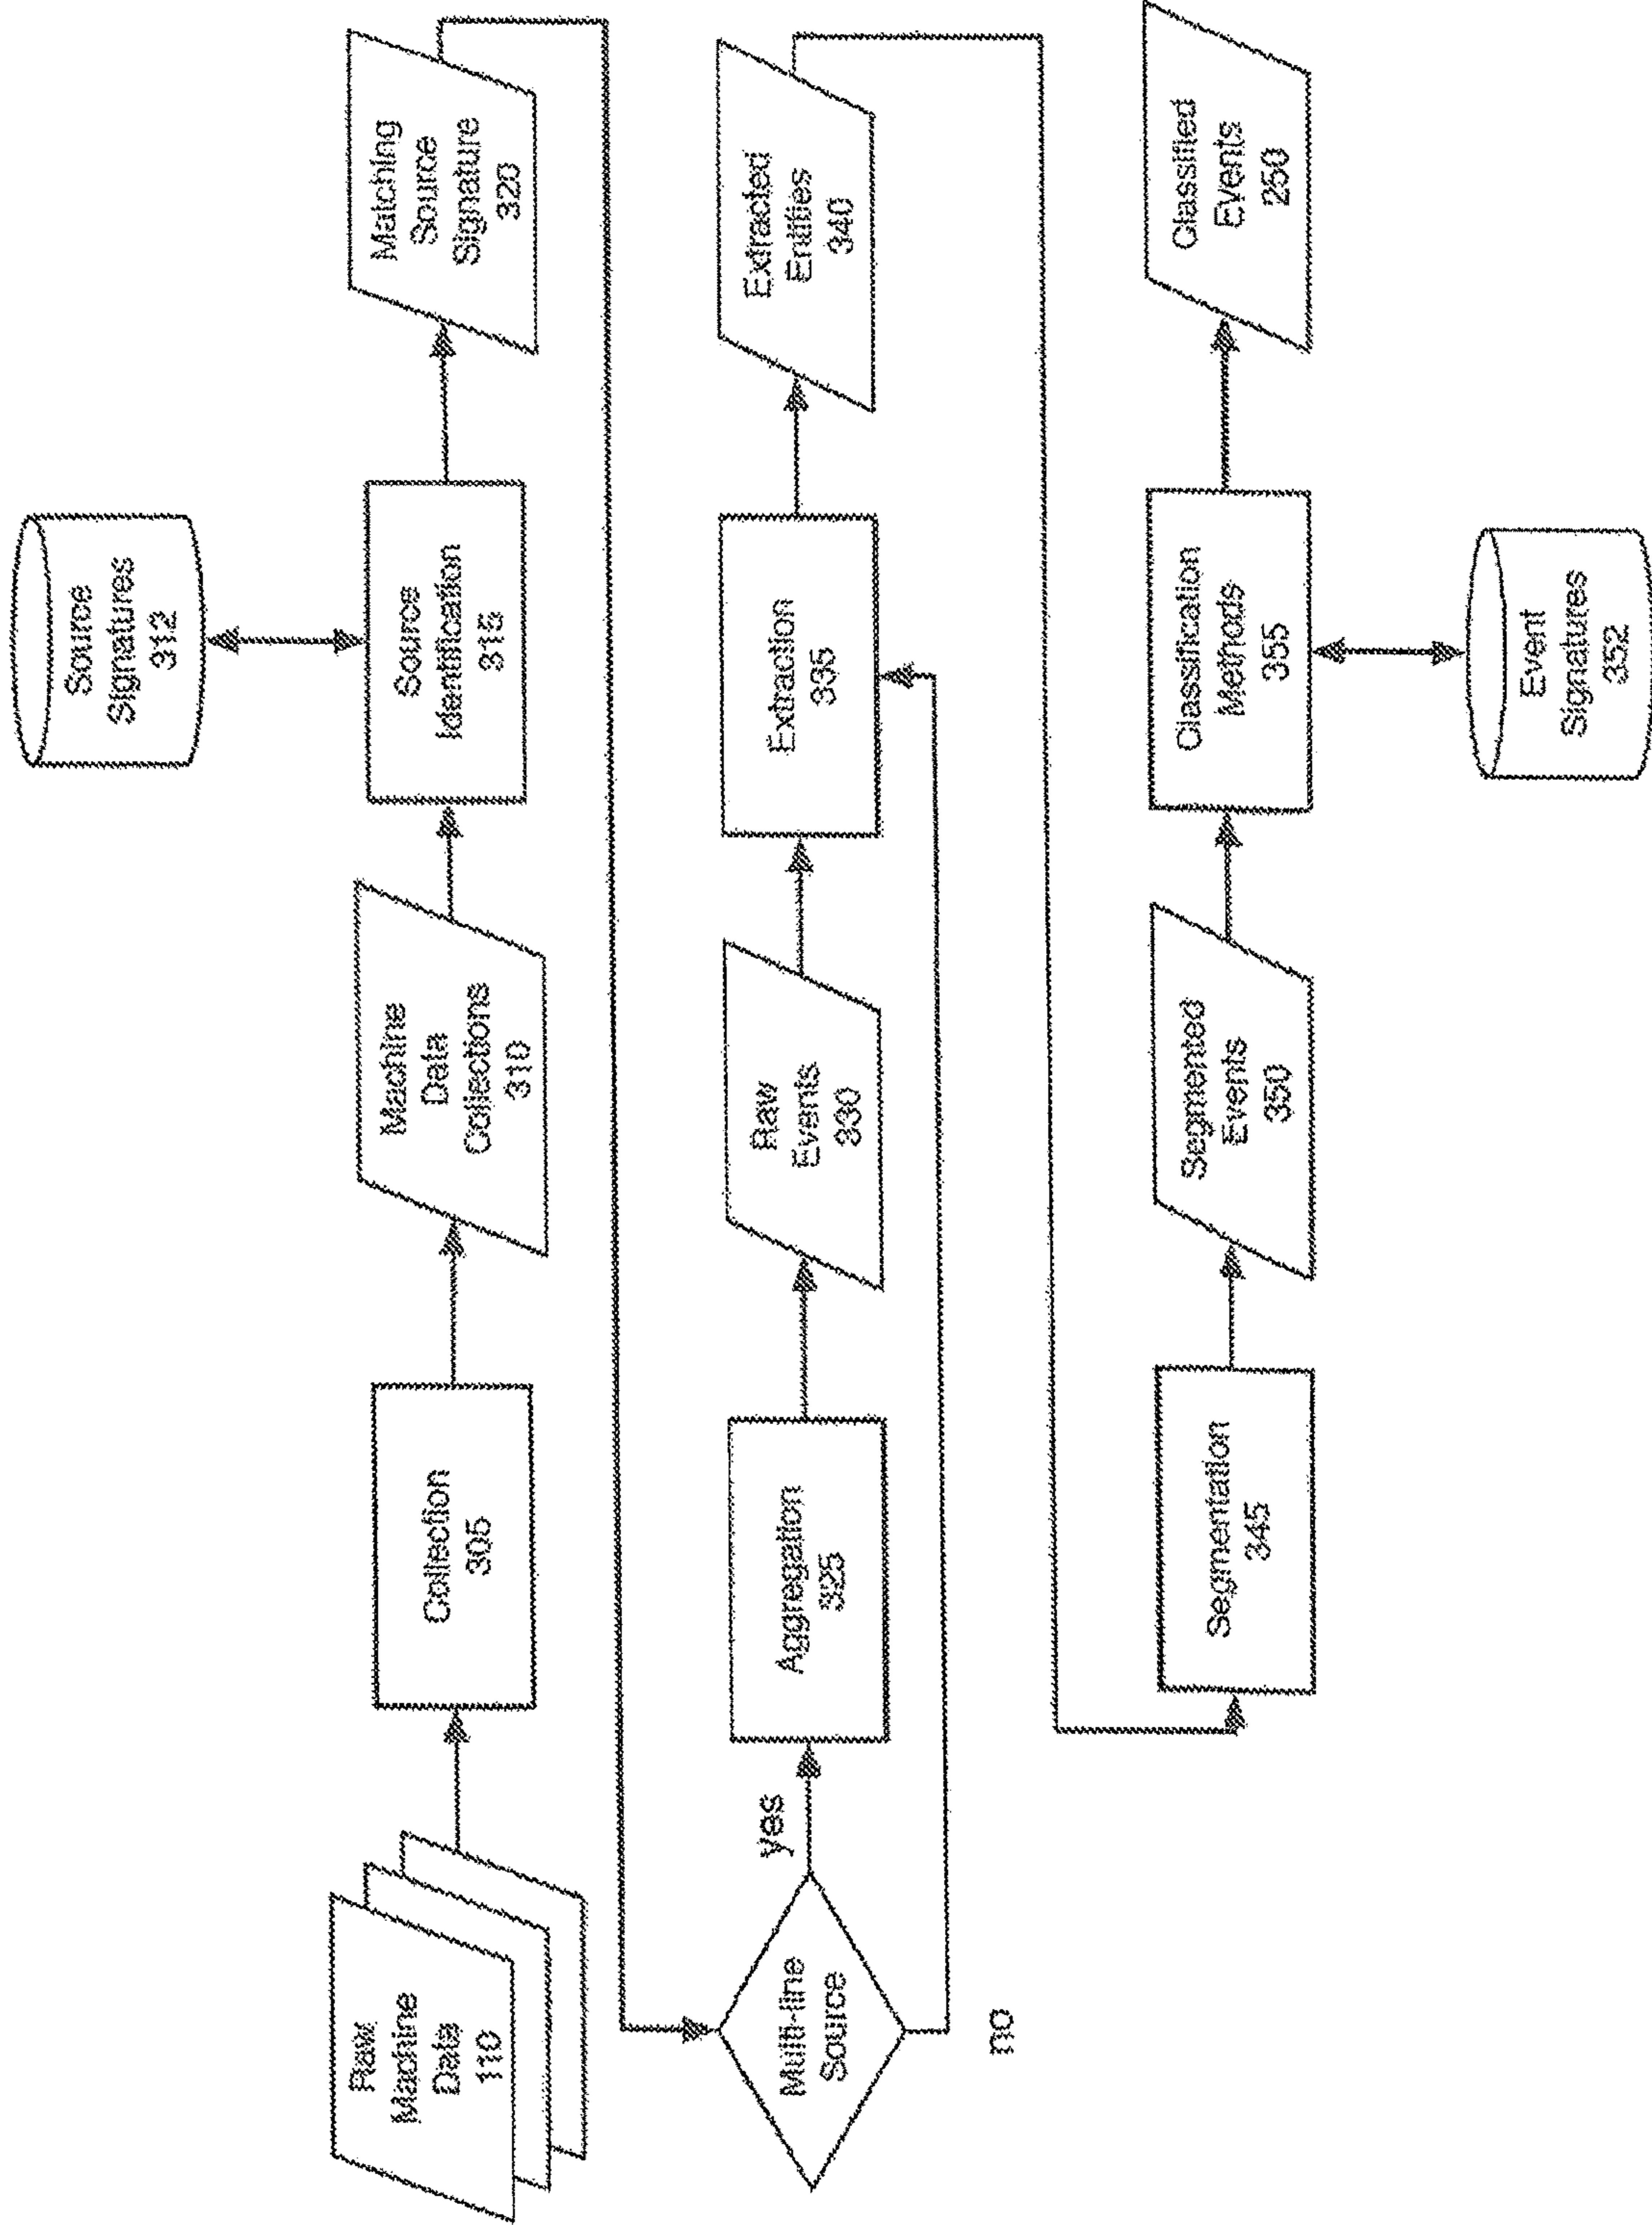 Source
Signatures
312
Raw
Machine
Data
110
Collection
305
Machine
Data
Collections
310
Source
Identification
315
Matching
Source
Signature
320
Multi-line
Source
yes
no
Aggregation
325
Raw
Events
330
Extraction
335
Extracted
Entities
340
Segmentation
345
Segmented
Events
350
Classification
Methods
355
Classified
Events
250
Event
Signatures
352